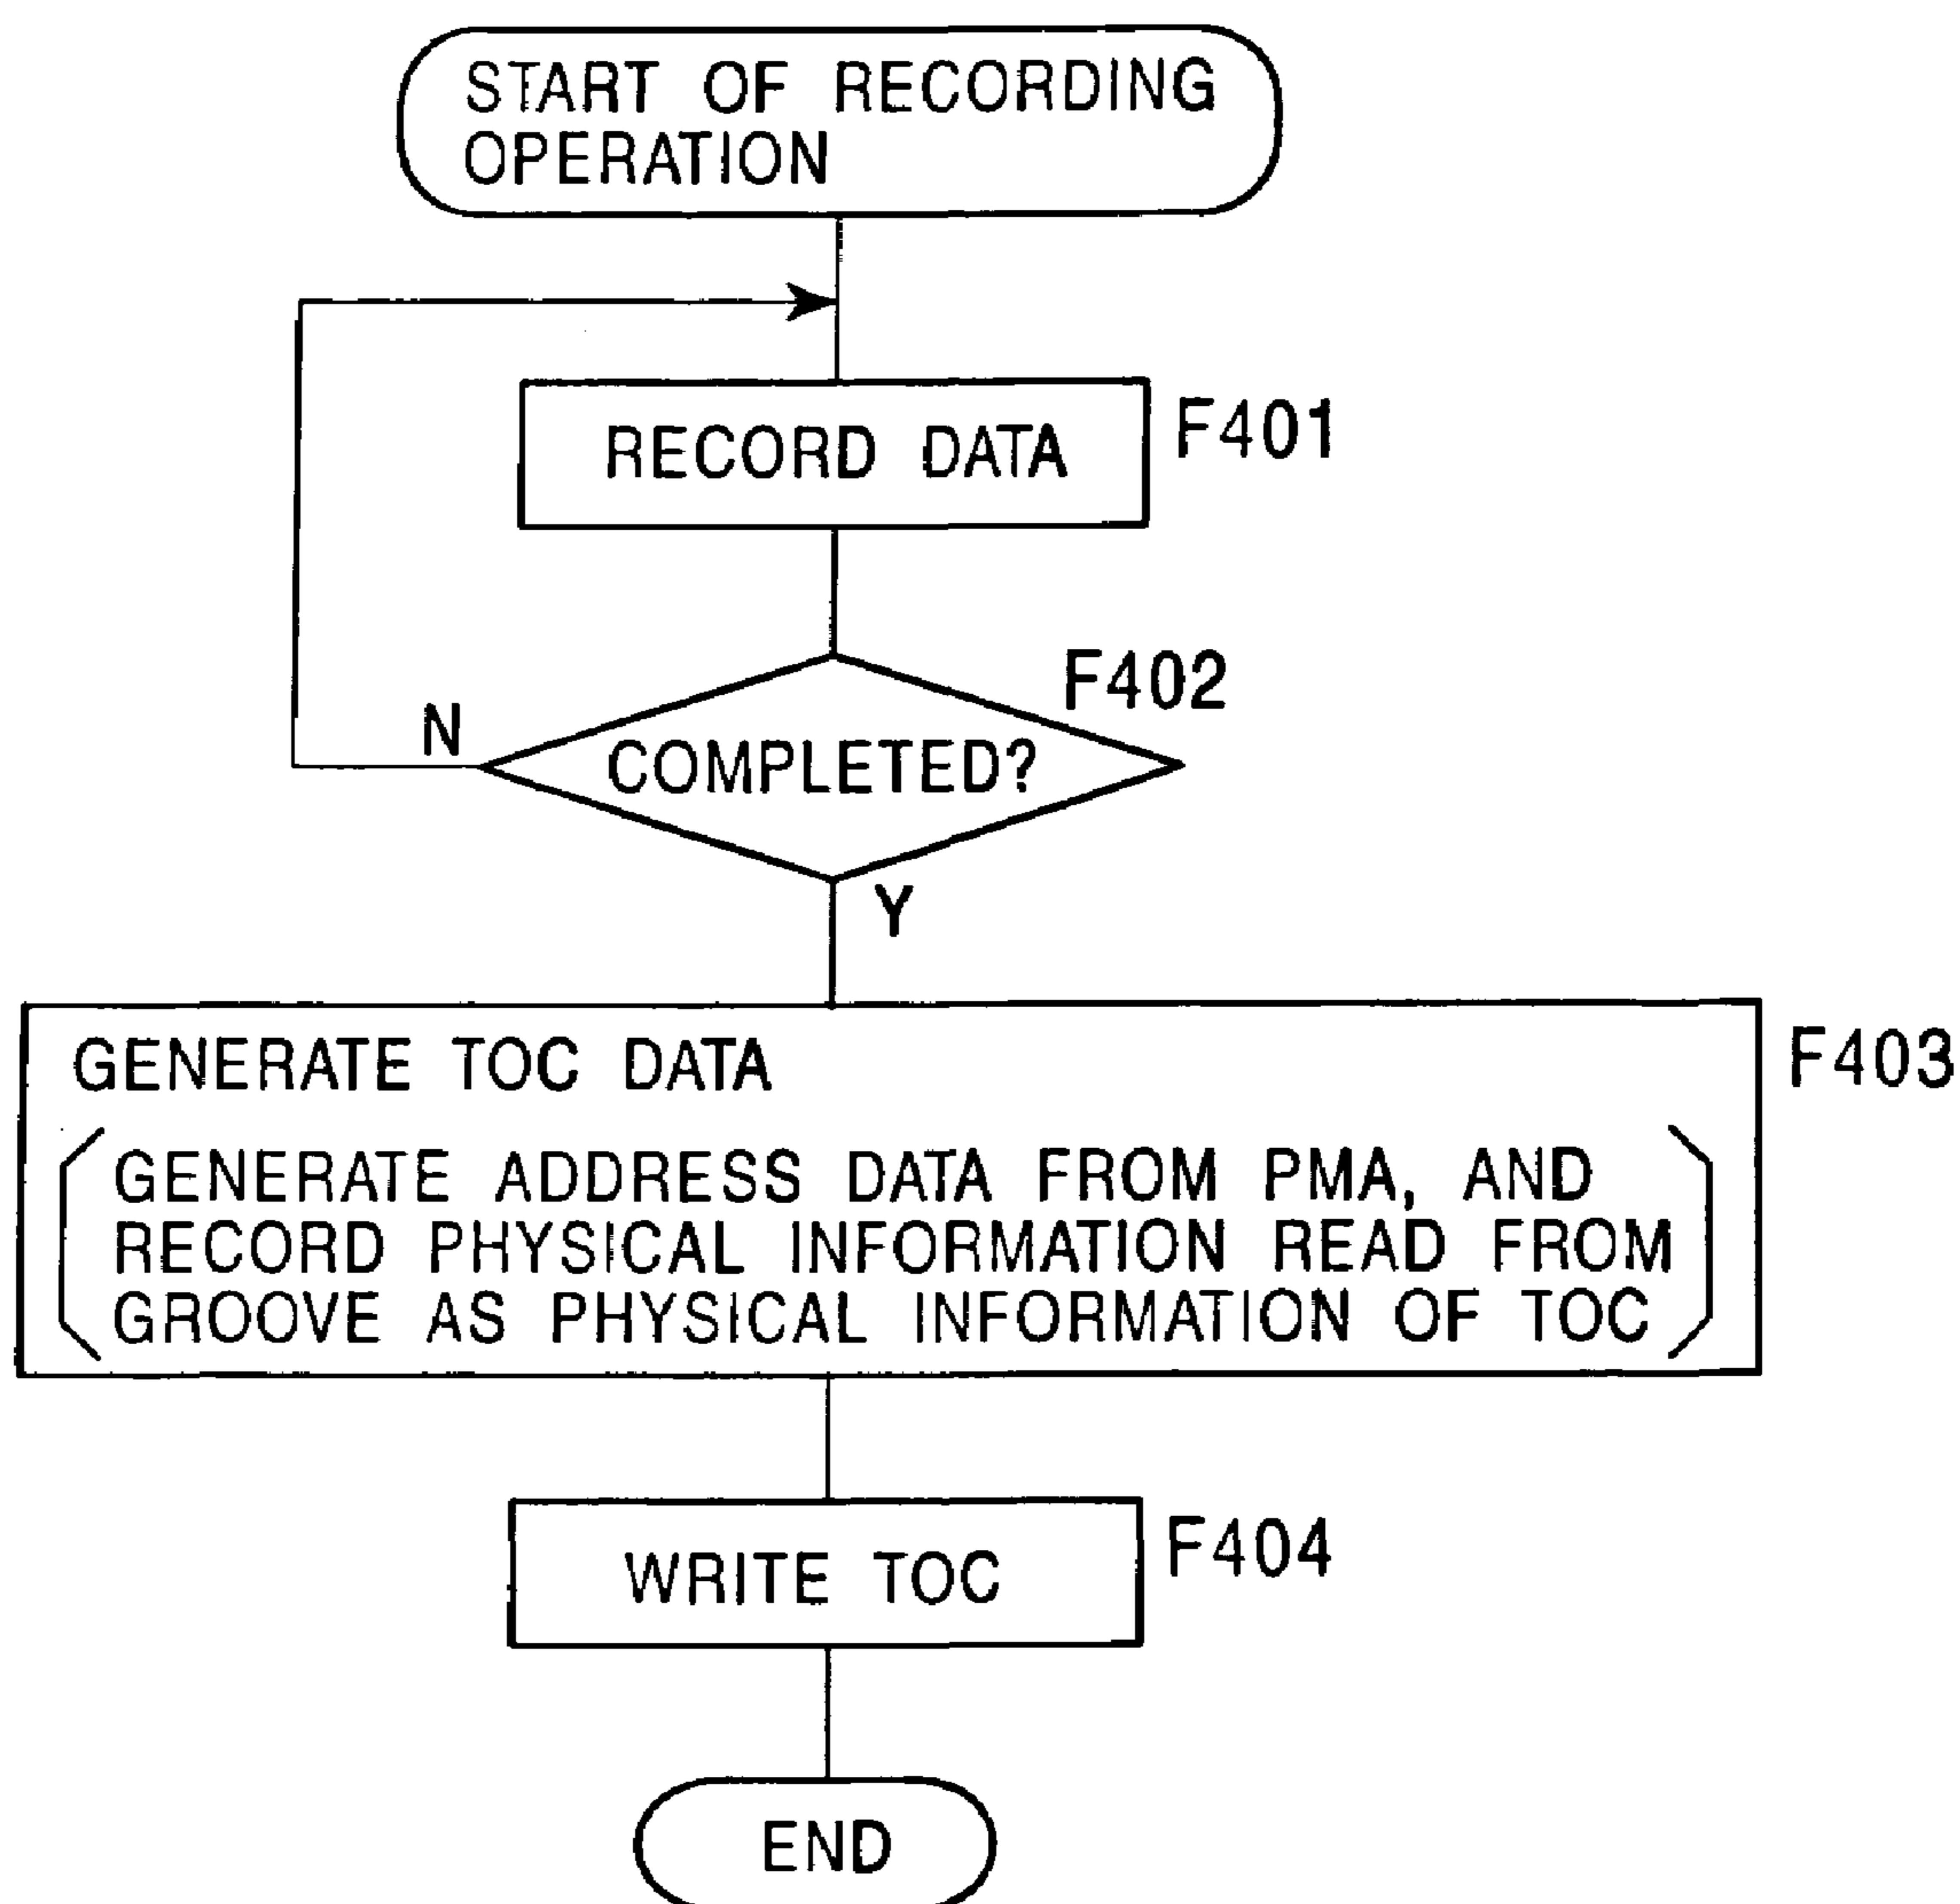 START OF RECORDING
OPERATION
RECORD DATA
F401
F402
N
COMPLETED?
Y
F403
GENERATE TOC DATA
GENERATE ADDRESS DATA FROM PMA, AND
RECORD PHYSICAL INFORMATION READ FROM
GROOVE AS PHYSICAL INFORMATION OF TOC
WRITE TOC
F404
END